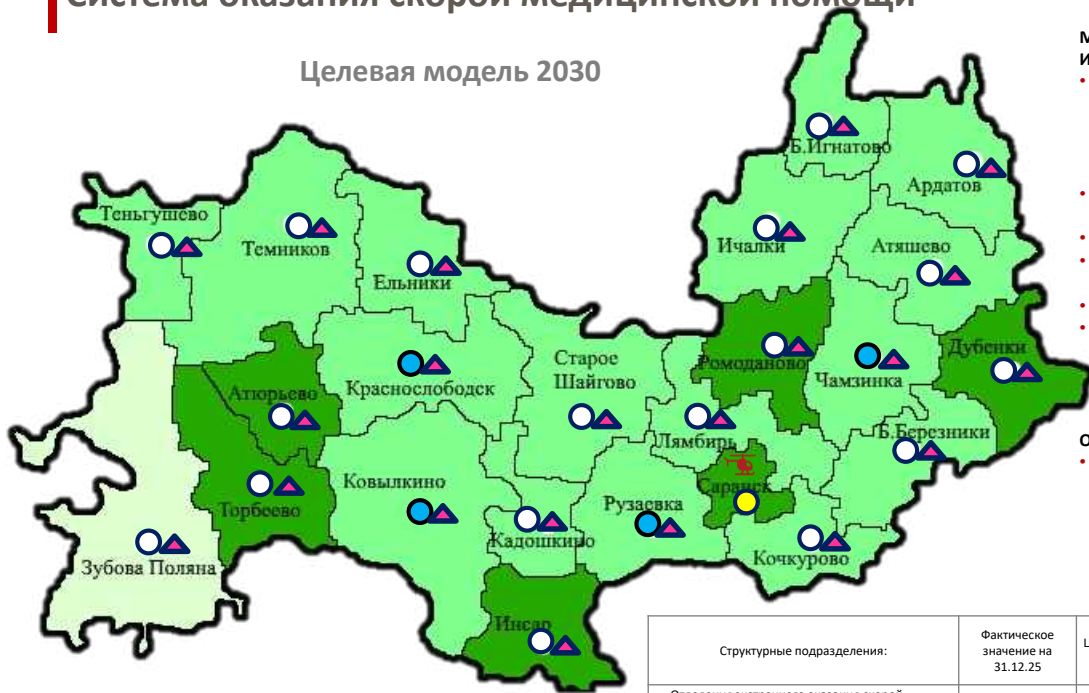 Система оказания скорой медицинской помощи
Целевая модель 2030
Б.Игнатово
Ардатов
Теньгушево
Темников
Ичалки
Атяшево
Ельники
Дубенки
Старое
Шайгово
Ромоданово
Краснослободск
Чамзинка
Атюрьево
Лямбирь
Б.Березники
Ковылкино
Саранск
Рузаевка
Торбеево
Кадошкино
Зубова Поляна
Кочкурово
Инсар
Структурные подразделения:
Фактическое
значение на
31.12.25